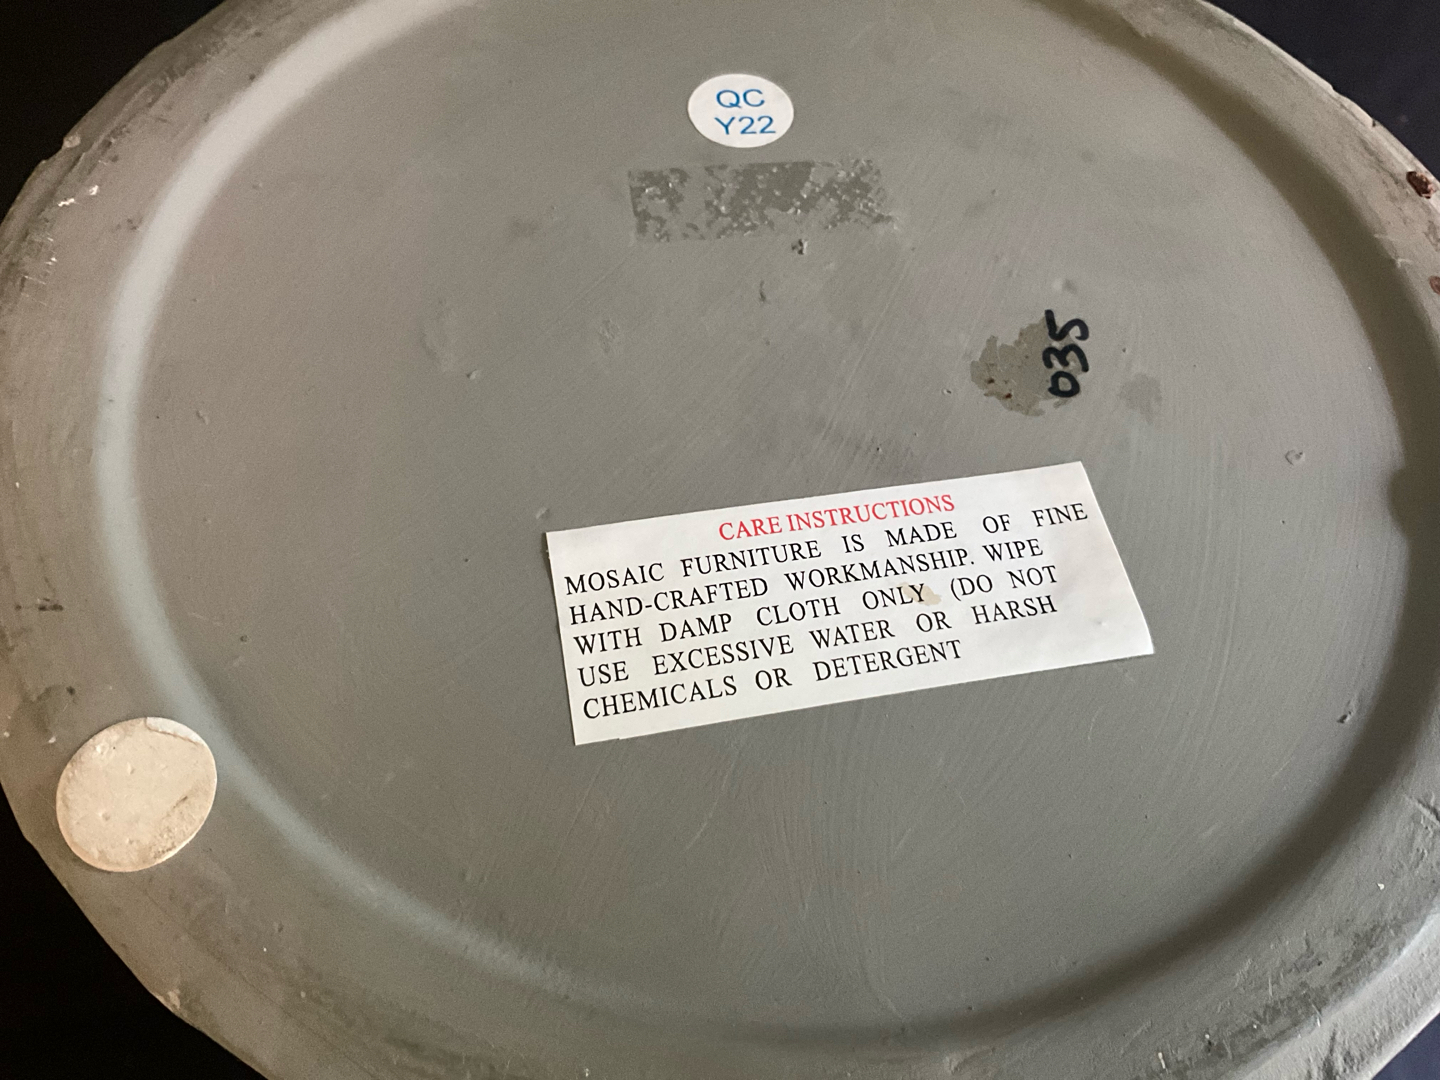 QC
Y22
035
CARE INSTRUCTIONS
MOSAIC FURNITURE IS MADE OF FINE
HAND-CRAFTED WORKMANSHIP. WIPE
WITH DAMP CLOTH ONLY (DO NOT
USE EXCESSIVE WATER OR HARSH
CHEMICALS OR DETERGENT